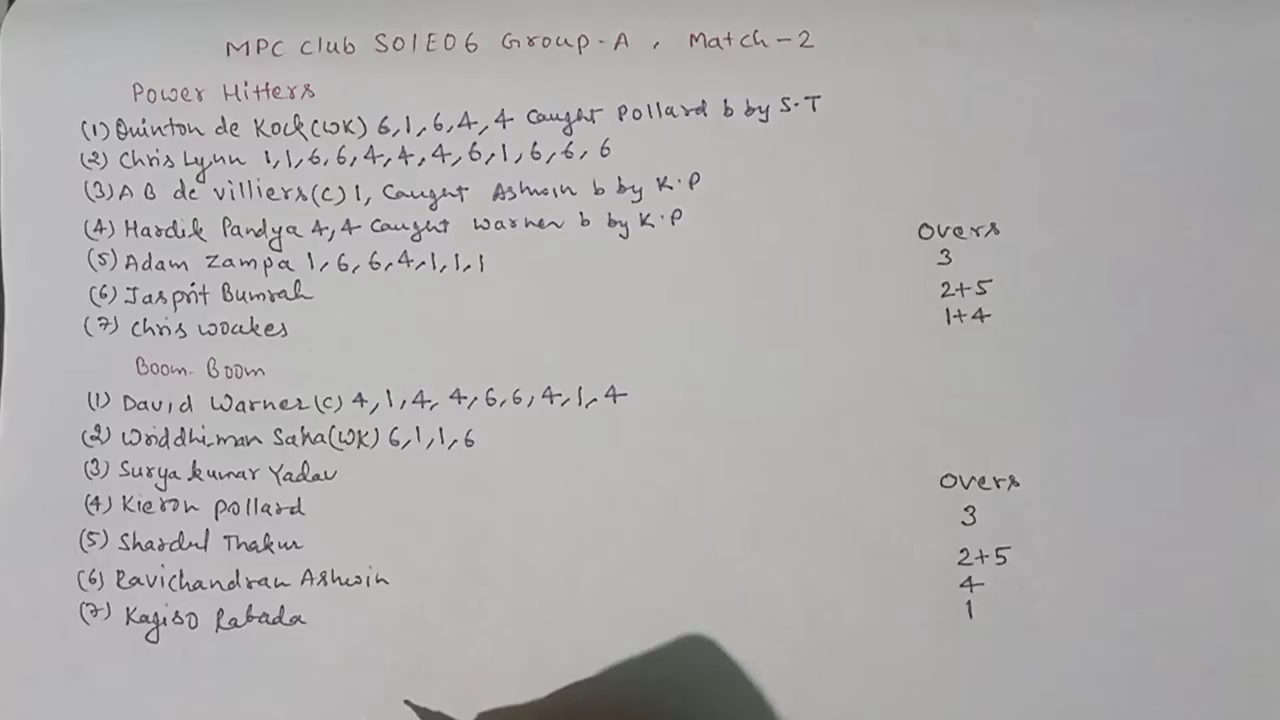 MPC Club S01E06 Group-A, Match-2
Power Hitters
(1) Quinton de Kock(WK) 6,1,6,4,4 Caught Pollard b by S.T
(2) Chris Lynn 1,1,6,6,4,4,4,6,1,6,6,6
(3) A B de villiers(c) 1, Caught Ashwin b by K.P
(4) Hardik Pandya 4,4 Caught Warner b by K.P
Overs
(5) Adam Zampa 1,6,6,4,1,1,1 3
(6) Jasprit Bumrah 2+5
(7) Chris Woakes 1+4
Boom-Boom
(1) David Warner(c) 4,1,4,4,6,6,4,1,4
(2) Wriddhiman Saha(WK) 6,1,1,6
(3) Surya kumar Yadav Overs
(4) Kieron Pollard 3
(5) Shardul Thakur 2+5
(6) Ravichandran Ashwin 4
(7) Kagiso Rabada 1